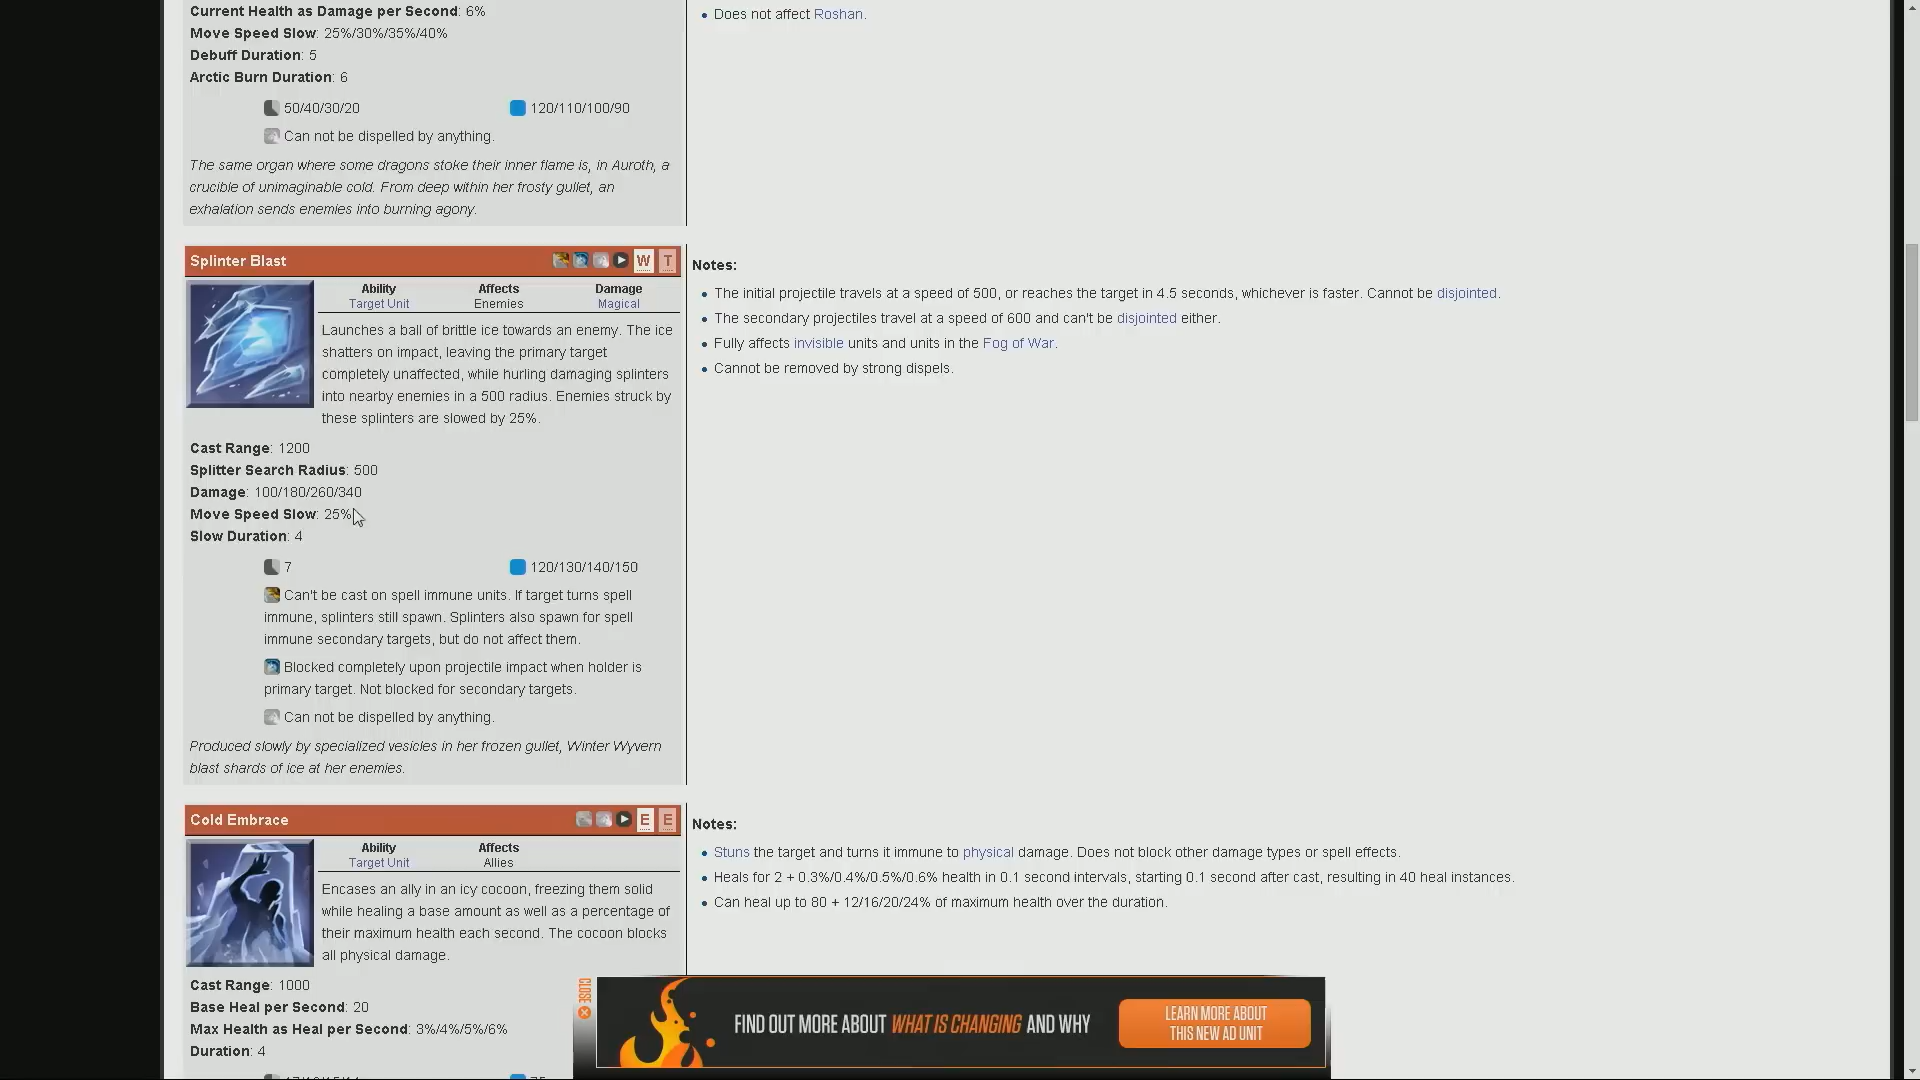 Current Health as Damage per Second: 6%
Move Speed Slow: 25%/30%/35%/40%
Debuff Duration: 5
Arctic Burn Duration: 6
50/40/30/20
120/110/100/90
Can not be dispelled by anything.
The same organ where some dragons stoke their inner flame is, in Auroth, a
crucible of unimaginable cold. From deep within her frosty gullet, an
exhalation sends enemies into burning agony.
Does not affect Roshan.
Splinter Blast
W T
Ability
Target Unit
Affects
Enemies
Damage
Magical
Launches a ball of brittle ice towards an enemy. The ice
shatters on impact, leaving the primary target
completely unaffected, while hurling damaging splinters
into nearby enemies in a 500 radius. Enemies struck by
these splinters are slowed by 25%.
Cast Range: 1200
Splitter Search Radius: 500
Damage: 100/180/260/340
Move Speed Slow: 25%
Slow Duration: 4
7
120/130/140/150
Can't be cast on spell immune units. If target turns spell
immune, splinters still spawn. Splinters also spawn for spell
immune secondary targets, but do not affect them.
Blocked completely upon projectile impact when holder is
primary target. Not blocked for secondary targets.
Can not be dispelled by anything.
Produced slowly by specialized vesicles in her frozen gullet, Winter Wyvern
blast shards of ice at her enemies.
Notes:
The initial projectile travels at a speed of 500, or reaches the target in 4.5 seconds, whichever is faster. Cannot be disjointed.
The secondary projectiles travel at a speed of 600 and can't be disjointed either.
Fully affects invisible units and units in the Fog of War.
Cannot be removed by strong dispels.
Cold Embrace
E E
Ability
Target Unit
Affects
Allies
Encases an ally in an icy cocoon, freezing them solid
while healing a base amount as well as a percentage of
their maximum health each second. The cocoon blocks
all physical damage.
Cast Range: 1000
Base Heal per Second: 20
Max Health as Heal per Second: 3%/4%/5%/6%
Duration: 4
Notes:
Stuns the target and turns it immune to physical damage. Does not block other damage types or spell effects.
Heals for 2 + 0.3%/0.4%/0.5%/0.6% health in 0.1 second intervals, starting 0.1 second after cast, resulting in 40 heal instances.
Can heal up to 80 + 12/16/20/24% of maximum health over the duration.
CLOSE
FIND OUT MORE ABOUT WHAT IS CHANGING AND WHY
LEARN MORE ABOUT
THIS NEW AD UNIT